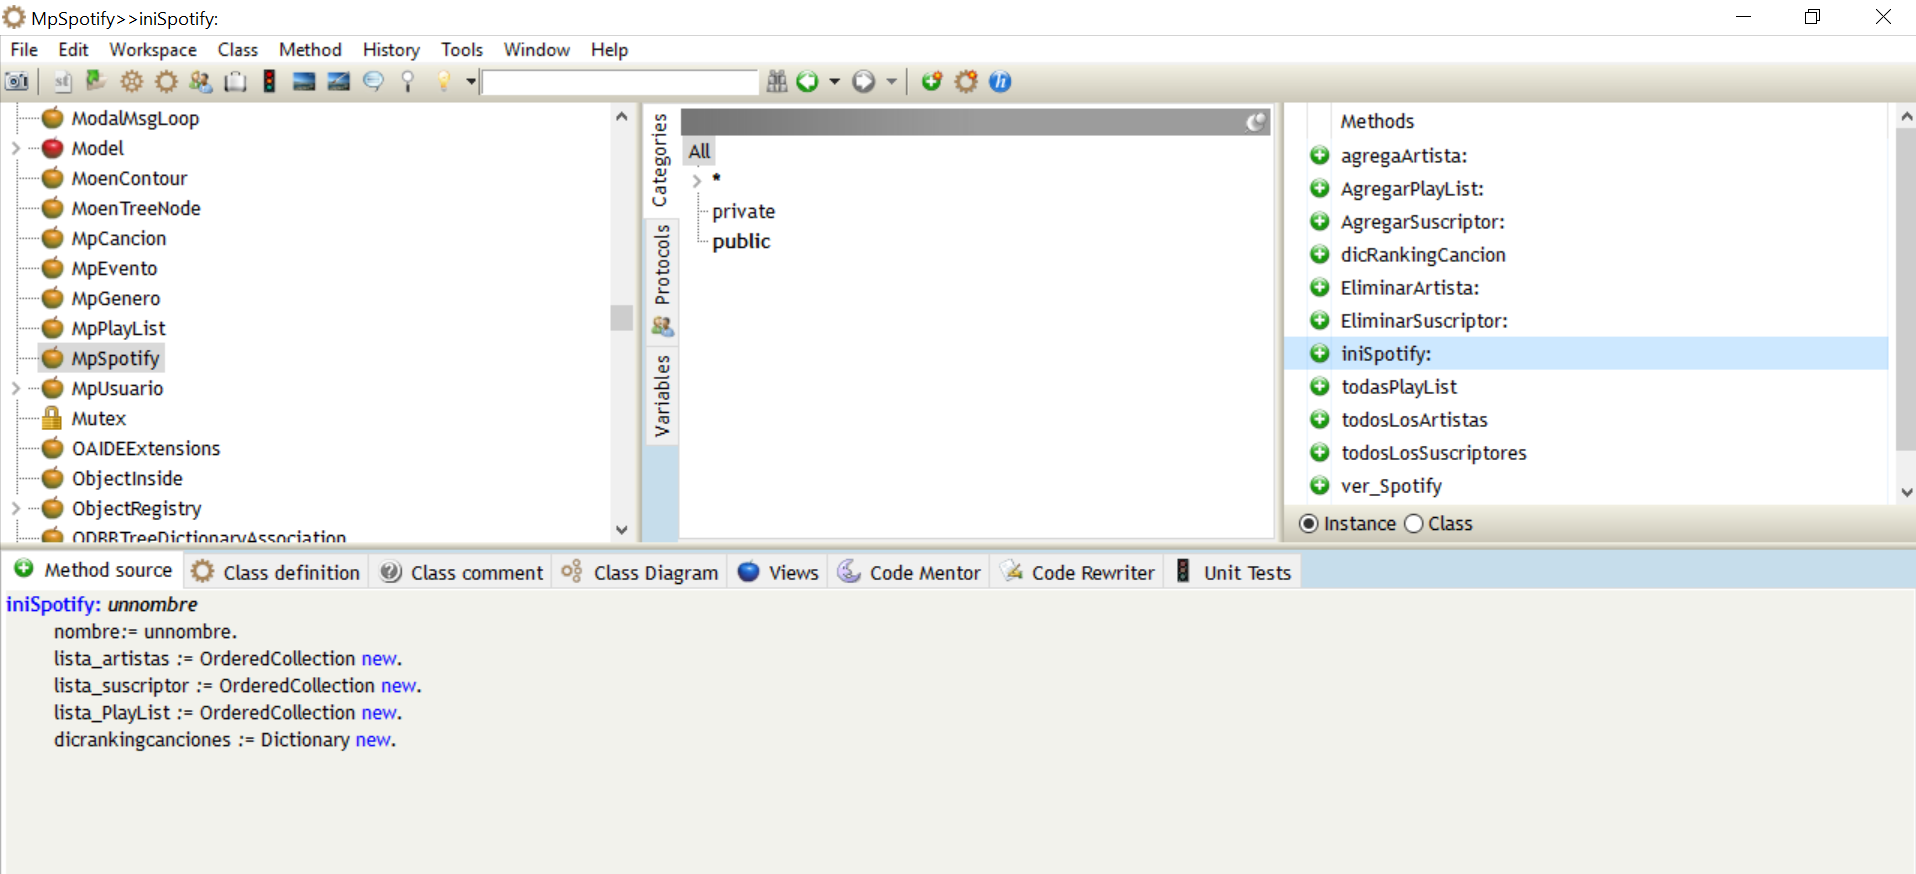 MpSpotify>>iniSpotify:
File Edit Workspace Class Method History Tools Window Help
ModalMsgLoop
Model
MoenContour
MoenTreeNode
MpCancion
MpEvento
MpGenero
MpPlayList
MpSpotify
MpUsuario
Mutex
OAIDEExtensions
ObjectInside
ObjectRegistry
ODBBTreeDictionaryAssociation
Categories
Protocols
Variables
All
*
private
public
Methods
agregaArtista:
AgregarPlayList:
AgregarSuscriptor:
dicRankingCancion
EliminarArtista:
EliminarSuscriptor:
iniSpotify:
todasPlayList
todosLosArtistas
todosLosSuscriptores
ver_Spotify
Instance Class
Method source Class definition Class comment Class Diagram Views Code Mentor Code Rewriter Unit Tests
iniSpotify: unnombre
nombre:= unnombre.
lista_artistas := OrderedCollection new.
lista_suscriptor := OrderedCollection new.
lista_PlayList := OrderedCollection new.
dicrankingcanciones := Dictionary new.